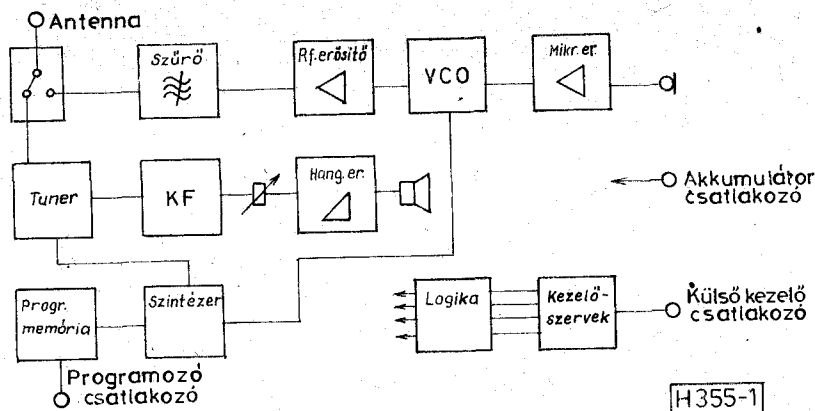 Antenna
Szűrő
Rf.erősítő
VCO
Mikr.er.
Tuner
KF
Hang.er.
Akkumulátor
csatlakozó
Progr.
memória
Szintézer
Logika
Kezelő-
szervek
Külső kezelő
csatlakozó
Programozó
csatlakozó
H355-1